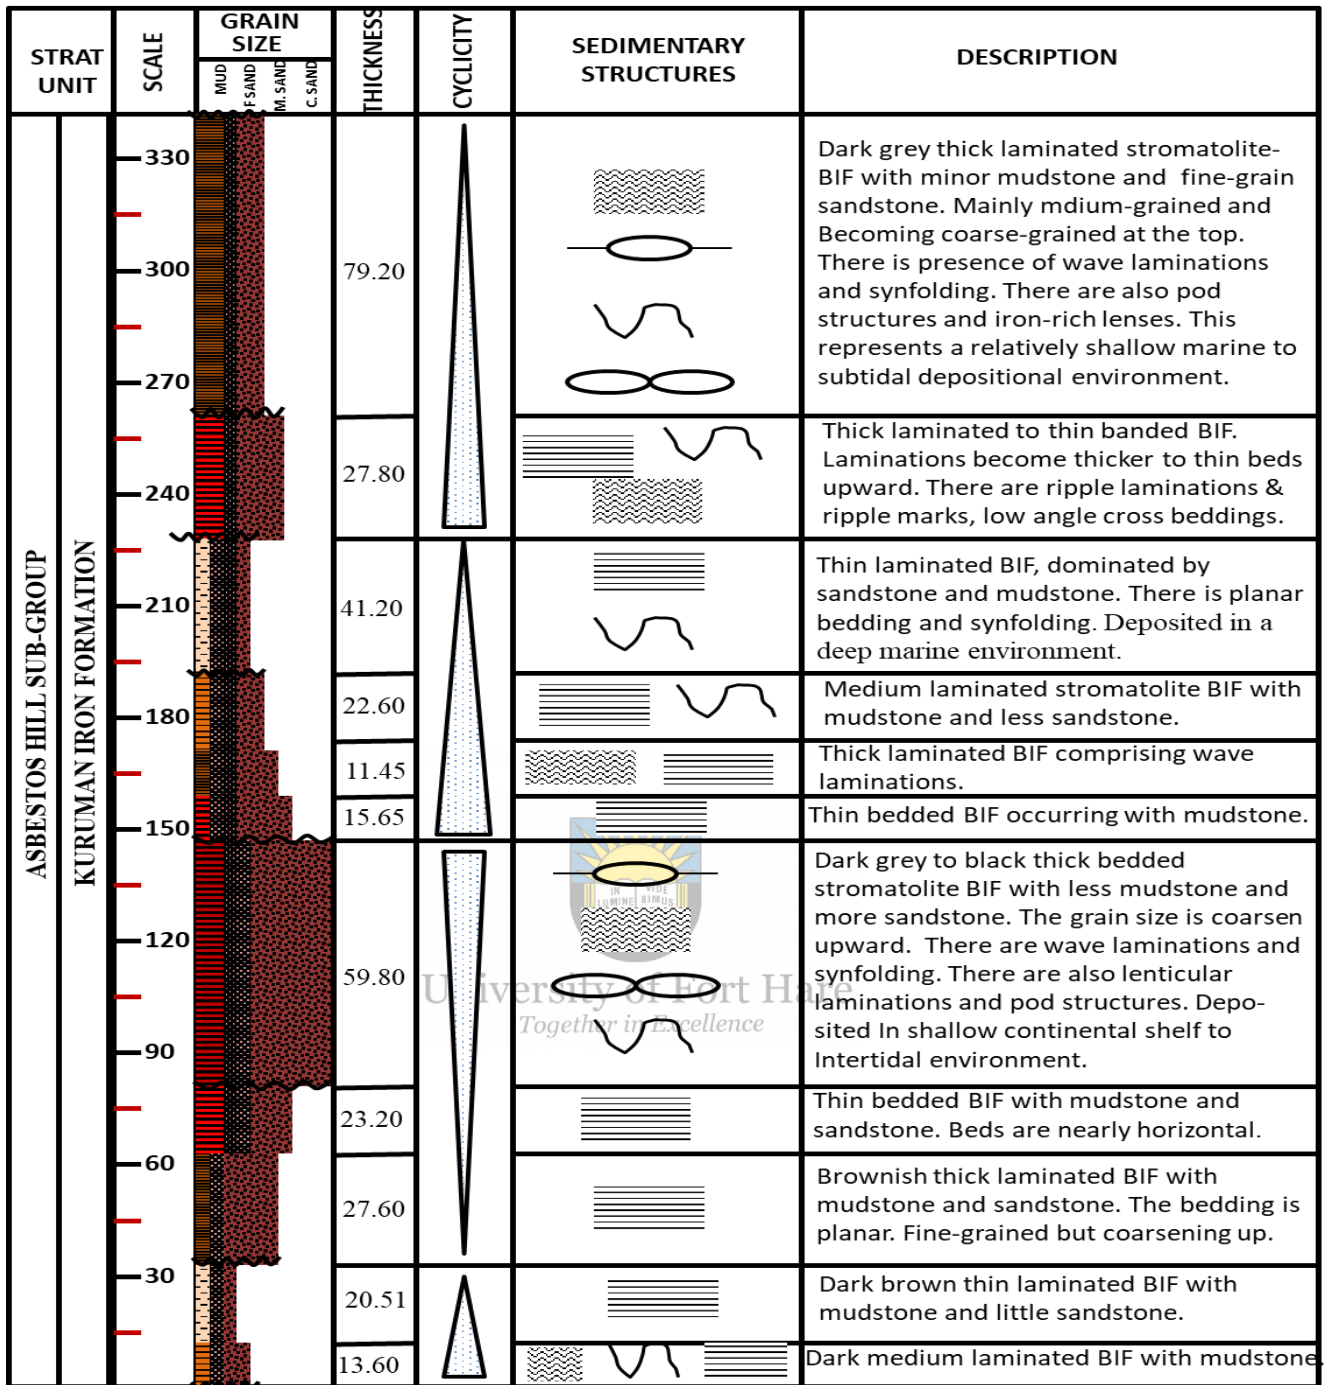 STRAT
UNIT
SCALE
GRAIN
SIZE
MUD
F SAND
M. SAND
C. SAND
THICKNESS
CYCLICITY
SEDIMENTARY
STRUCTURES
DESCRIPTION
ASBESTOS HILL SUB-GROUP
KURUMAN IRON FORMATION
330
300
270
240
210
180
150
120
90
60
30
79.20
Dark grey thick laminated stromatolite-
BIF with minor mudstone and fine-grain
sandstone. Mainly mdium-grained and
Becoming coarse-grained at the top.
There is presence of wave laminations
and synfolding. There are also pod
structures and iron-rich lenses. This
represents a relatively shallow marine to
subtidal depositional environment.
27.80
Thick laminated to thin banded BIF.
Laminations become thicker to thin beds
upward. There are ripple laminations &
ripple marks, low angle cross beddings.
41.20
Thin laminated BIF, dominated by
sandstone and mudstone. There is planar
bedding and synfolding. Deposited in a
deep marine environment.
22.60
Medium laminated stromatolite BIF with
mudstone and less sandstone.
11.45
Thick laminated BIF comprising wave
laminations.
15.65
Thin bedded BIF occurring with mudstone.
59.80
IN VIDE
LUMINE BIMUS
University of Fort Hare
Together in Excellence
Dark grey to black thick bedded
stromatolite BIF with less mudstone and
more sandstone. The grain size is coarsen
upward. There are wave laminations and
synfolding. There are also lenticular
laminations and pod structures. Depo-
sited In shallow continental shelf to
Intertidal environment.
23.20
Thin bedded BIF with mudstone and
sandstone. Beds are nearly horizontal.
27.60
Brownish thick laminated BIF with
mudstone and sandstone. The bedding is
planar. Fine-grained but coarsening up.
20.51
Dark brown thin laminated BIF with
mudstone and little sandstone.
13.60
Dark medium laminated BIF with mudstone.